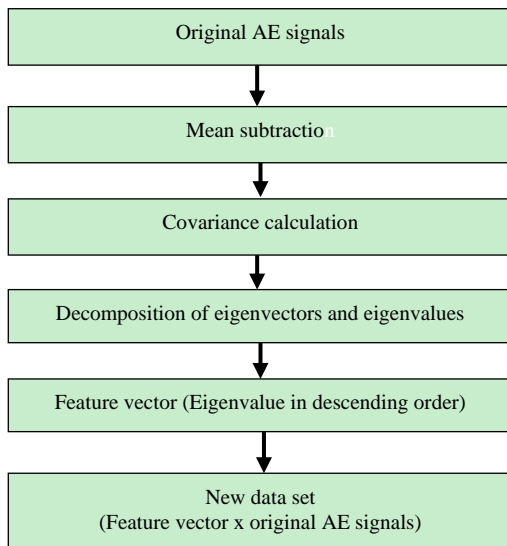 Original AE signals
Mean subtraction
Covariance calculation
Decomposition of eigenvectors and eigenvalues
Feature vector (Eigenvalue in descending order)
New data set
(Feature vector x original AE signals)